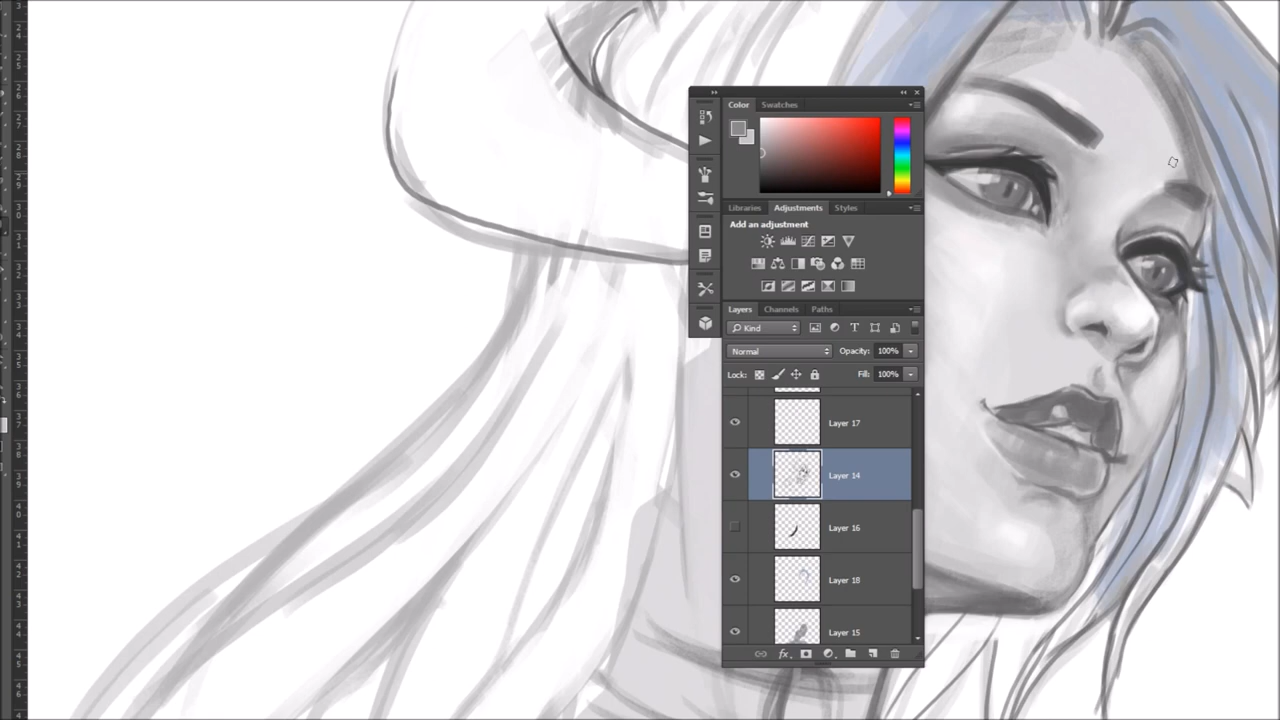 Color Swatches
Libraries Adjustments Styles
Add an adjustment
Layers Channels Paths
Kind
Normal Opacity: 100%
Lock: Fill: 100%
Layer 17
Layer 14
Layer 16
Layer 18
Layer 15
fx